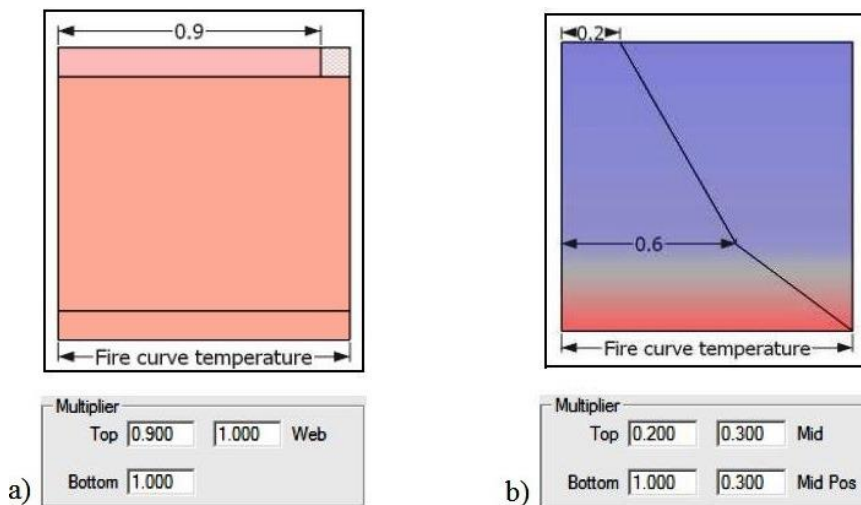 0.9
Fire curve temperature
Multiplier
Top 0.900 1.000 Web
Bottom 1.000
a)
0.2
0.6
Fire curve temperature
Multiplier
Top 0.200 0.300 Mid
Bottom 1.000 0.300 Mid Pos
b)